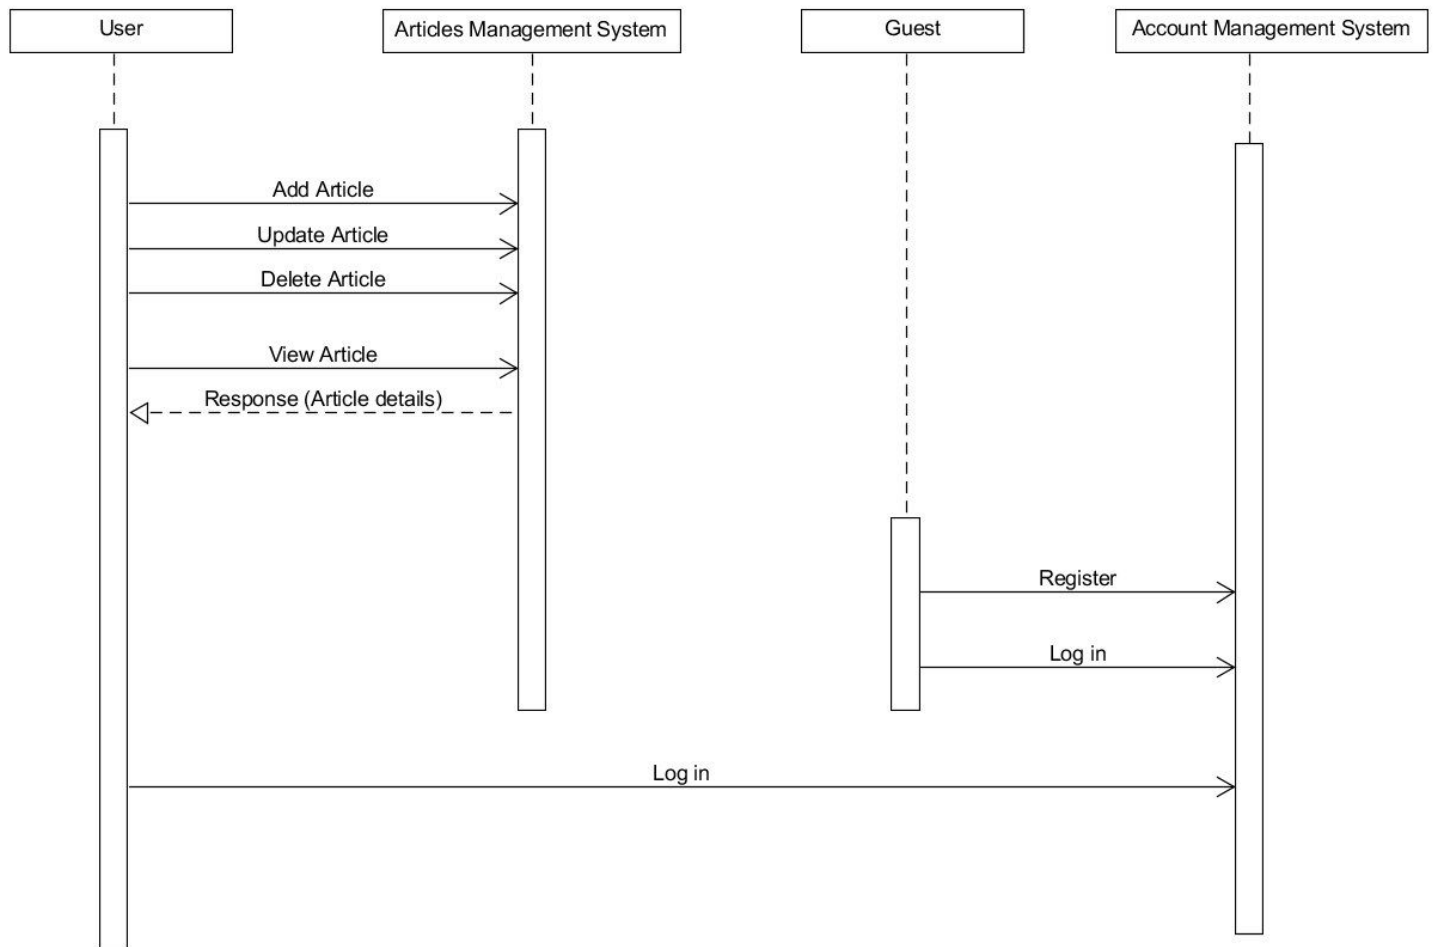 User
Articles Management System
Guest
Account Management System
Add Article
Update Article
Delete Article
View Article
Response (Article details)
Register
Log in
Log in